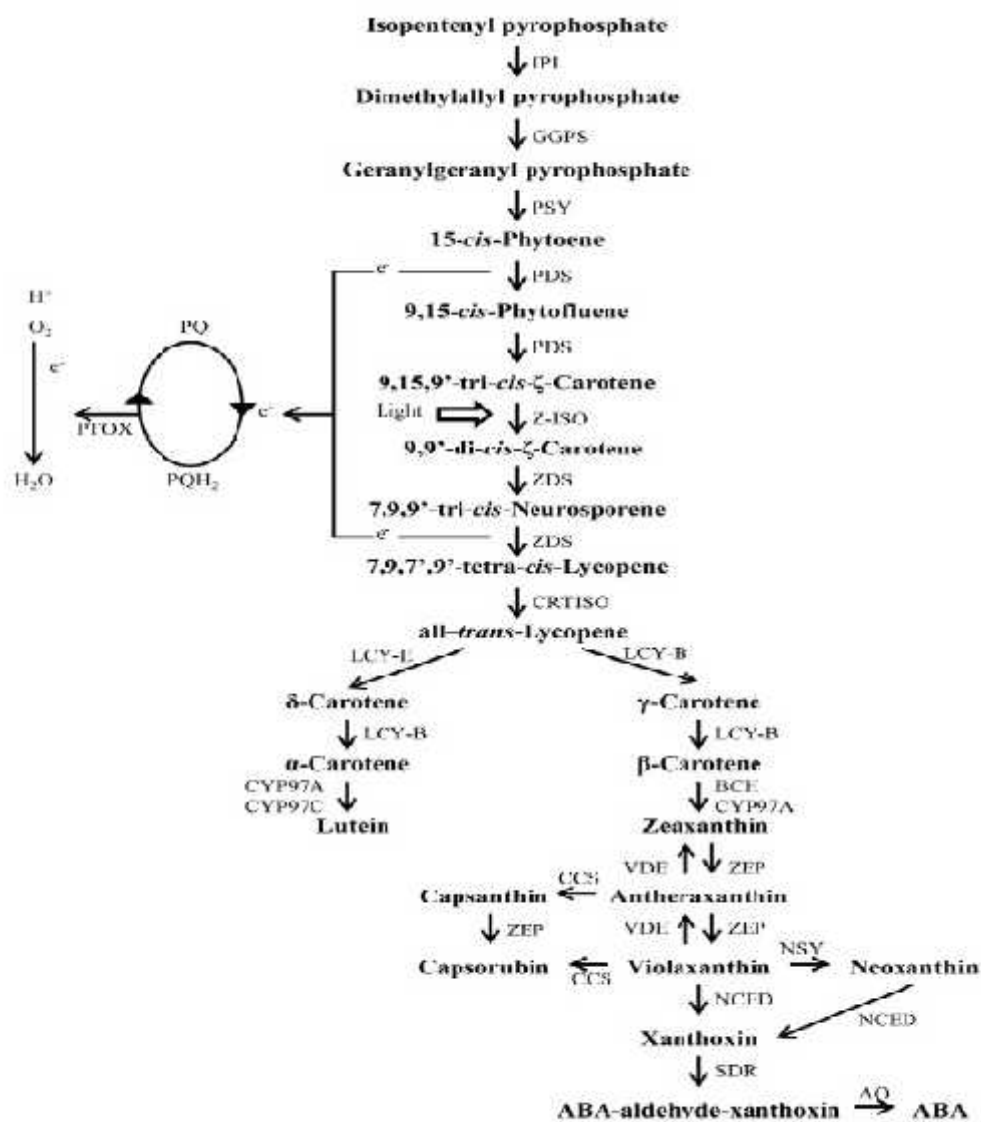 Isopentenyl pyrophosphate
IPI
Dimethylallyl pyrophosphate
GGPS
Geranylgeranyl pyrophosphate
PSY
15-cis-Phytoene
e-
PDS
H+
9,15-cis-Phytofluene
O2
PQ
PDS
e-
9,15,9'-tri-cis-ζ-Carotene
Light
e-
Z-ISO
PTOX
9,9'-di-cis-ζ-Carotene
H2O
PQH2
ZDS
7,9,9'-tri-cis-Neurosporene
e-
ZDS
7,9,7',9'-tetra-cis-Lycopene
CRTISO
all-trans-Lycopene
LCY-E
LCY-B
δ-Carotene
γ-Carotene
LCY-B
LCY-B
α-Carotene
β-Carotene
CYP97A
BCE
CYP97C
CYP97A
Lutein
Zeaxanthin
VDE
ZEP
CCS
Capsanthin
Antheraxanthin
ZEP
VDE
ZEP
NSY
Capsorubin
CCS
Violaxanthin
Neoxanthin
NCED
NCED
Xanthoxin
SDR
AO
ABA-aldehyde-xanthoxin
ABA